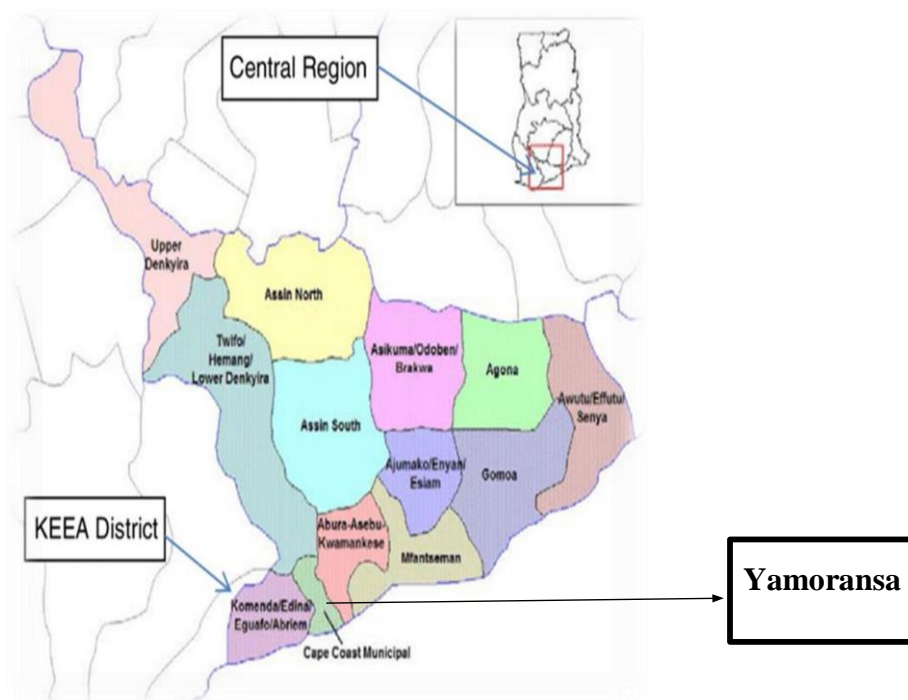 Central Region
Upper
Denkyira
Assin North
Twifo/
Hemang/
Lower Denkyira
Asikuma/Odoben/
Brakwa
Agona
Awutu/Effutu/
Senya
Assin South
Ajumako/Enyan/
Esiam
Gomoa
KEEA District
Abura-Asebu-
Kwamankese
Mfantseman
Yamoransa
Komenda/Edina/
Eguafo/Abriem
Cape Coast Municipal